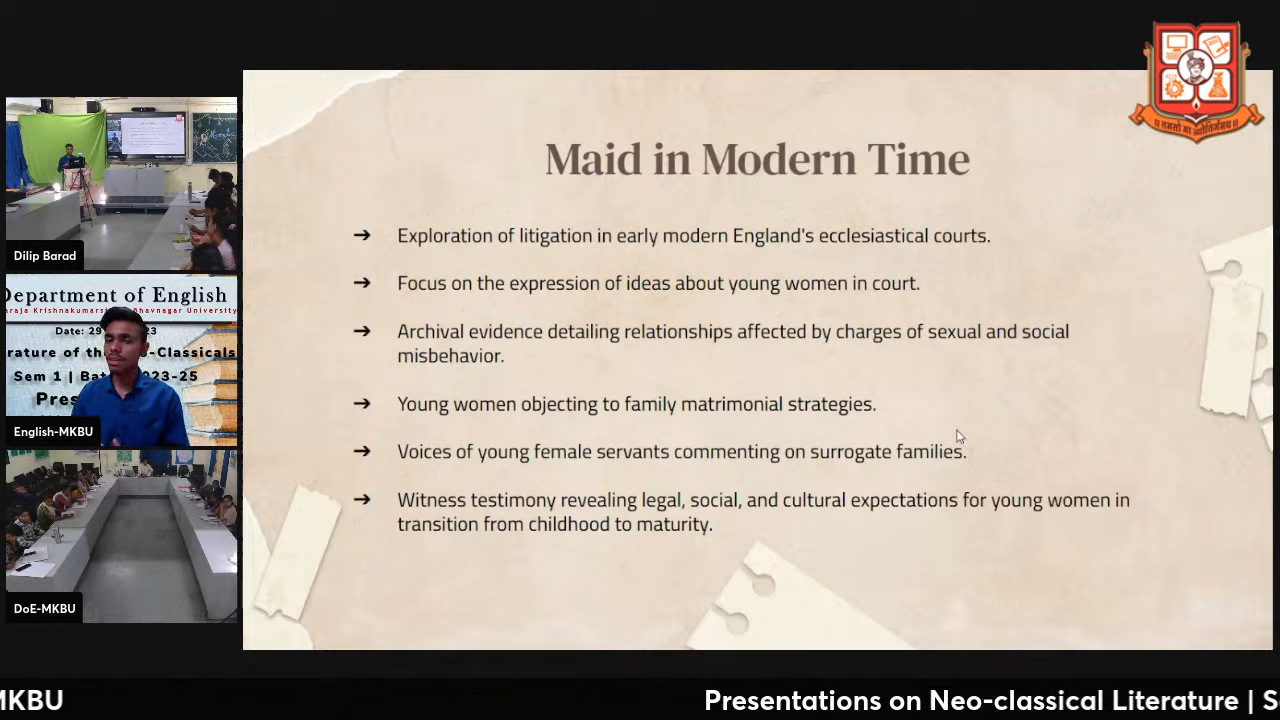 Maid in Modern Time
➔ Exploration of litigation in early modern England's ecclesiastical courts.
➔ Focus on the expression of ideas about young women in court.
➔ Archival evidence detailing relationships affected by charges of sexual and social
misbehavior.
➔ Young women objecting to family matrimonial strategies.
➔ Voices of young female servants commenting on surrogate families.
➔ Witness testimony revealing legal, social, and cultural expectations for young women in
transition from childhood to maturity.
।। तमसो मा ज्योतिर्गमय ।।
Dilip Barad
Department of English
Krishnakumars Bhavnagar University
Date: 29 23
rature of th -Classicals
Sem 1 | Bat 023-25
Pres
English-MKBU
DoE-MKBU
MKBU
Presentations on Neo-classical Literature | S